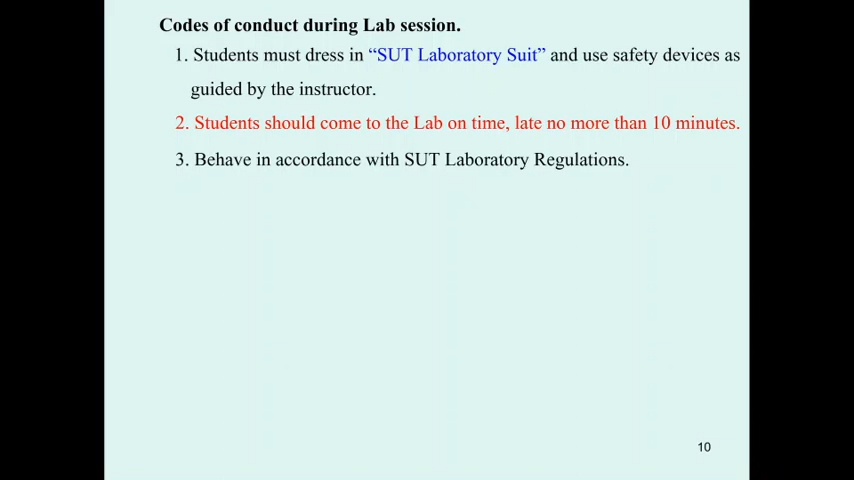 Codes of conduct during Lab session.
1. Students must dress in “SUT Laboratory Suit” and use safety devices as
guided by the instructor.
2. Students should come to the Lab on time, late no more than 10 minutes.
3. Behave in accordance with SUT Laboratory Regulations.
10